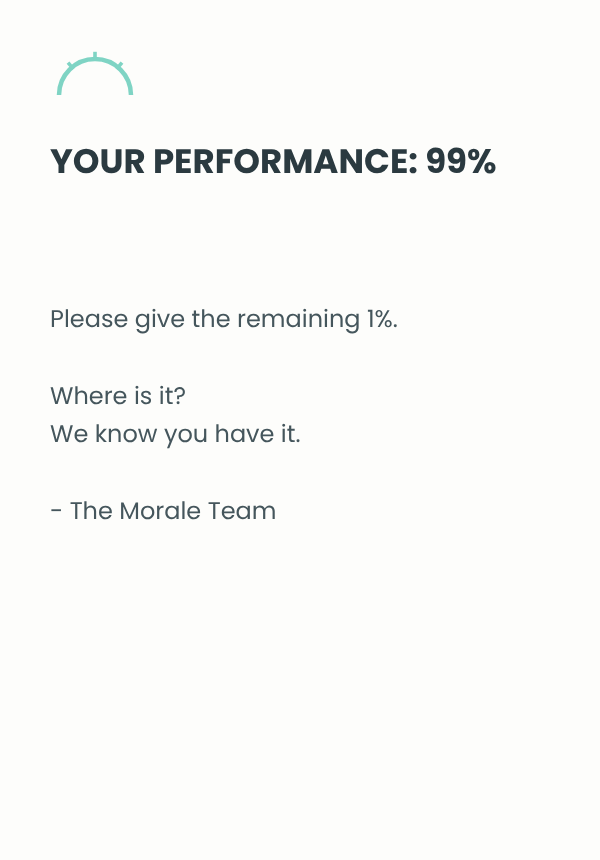 YOUR PERFORMANCE: 99%
Please give the remaining 1%.
Where is it?
We know you have it.
- The Morale Team